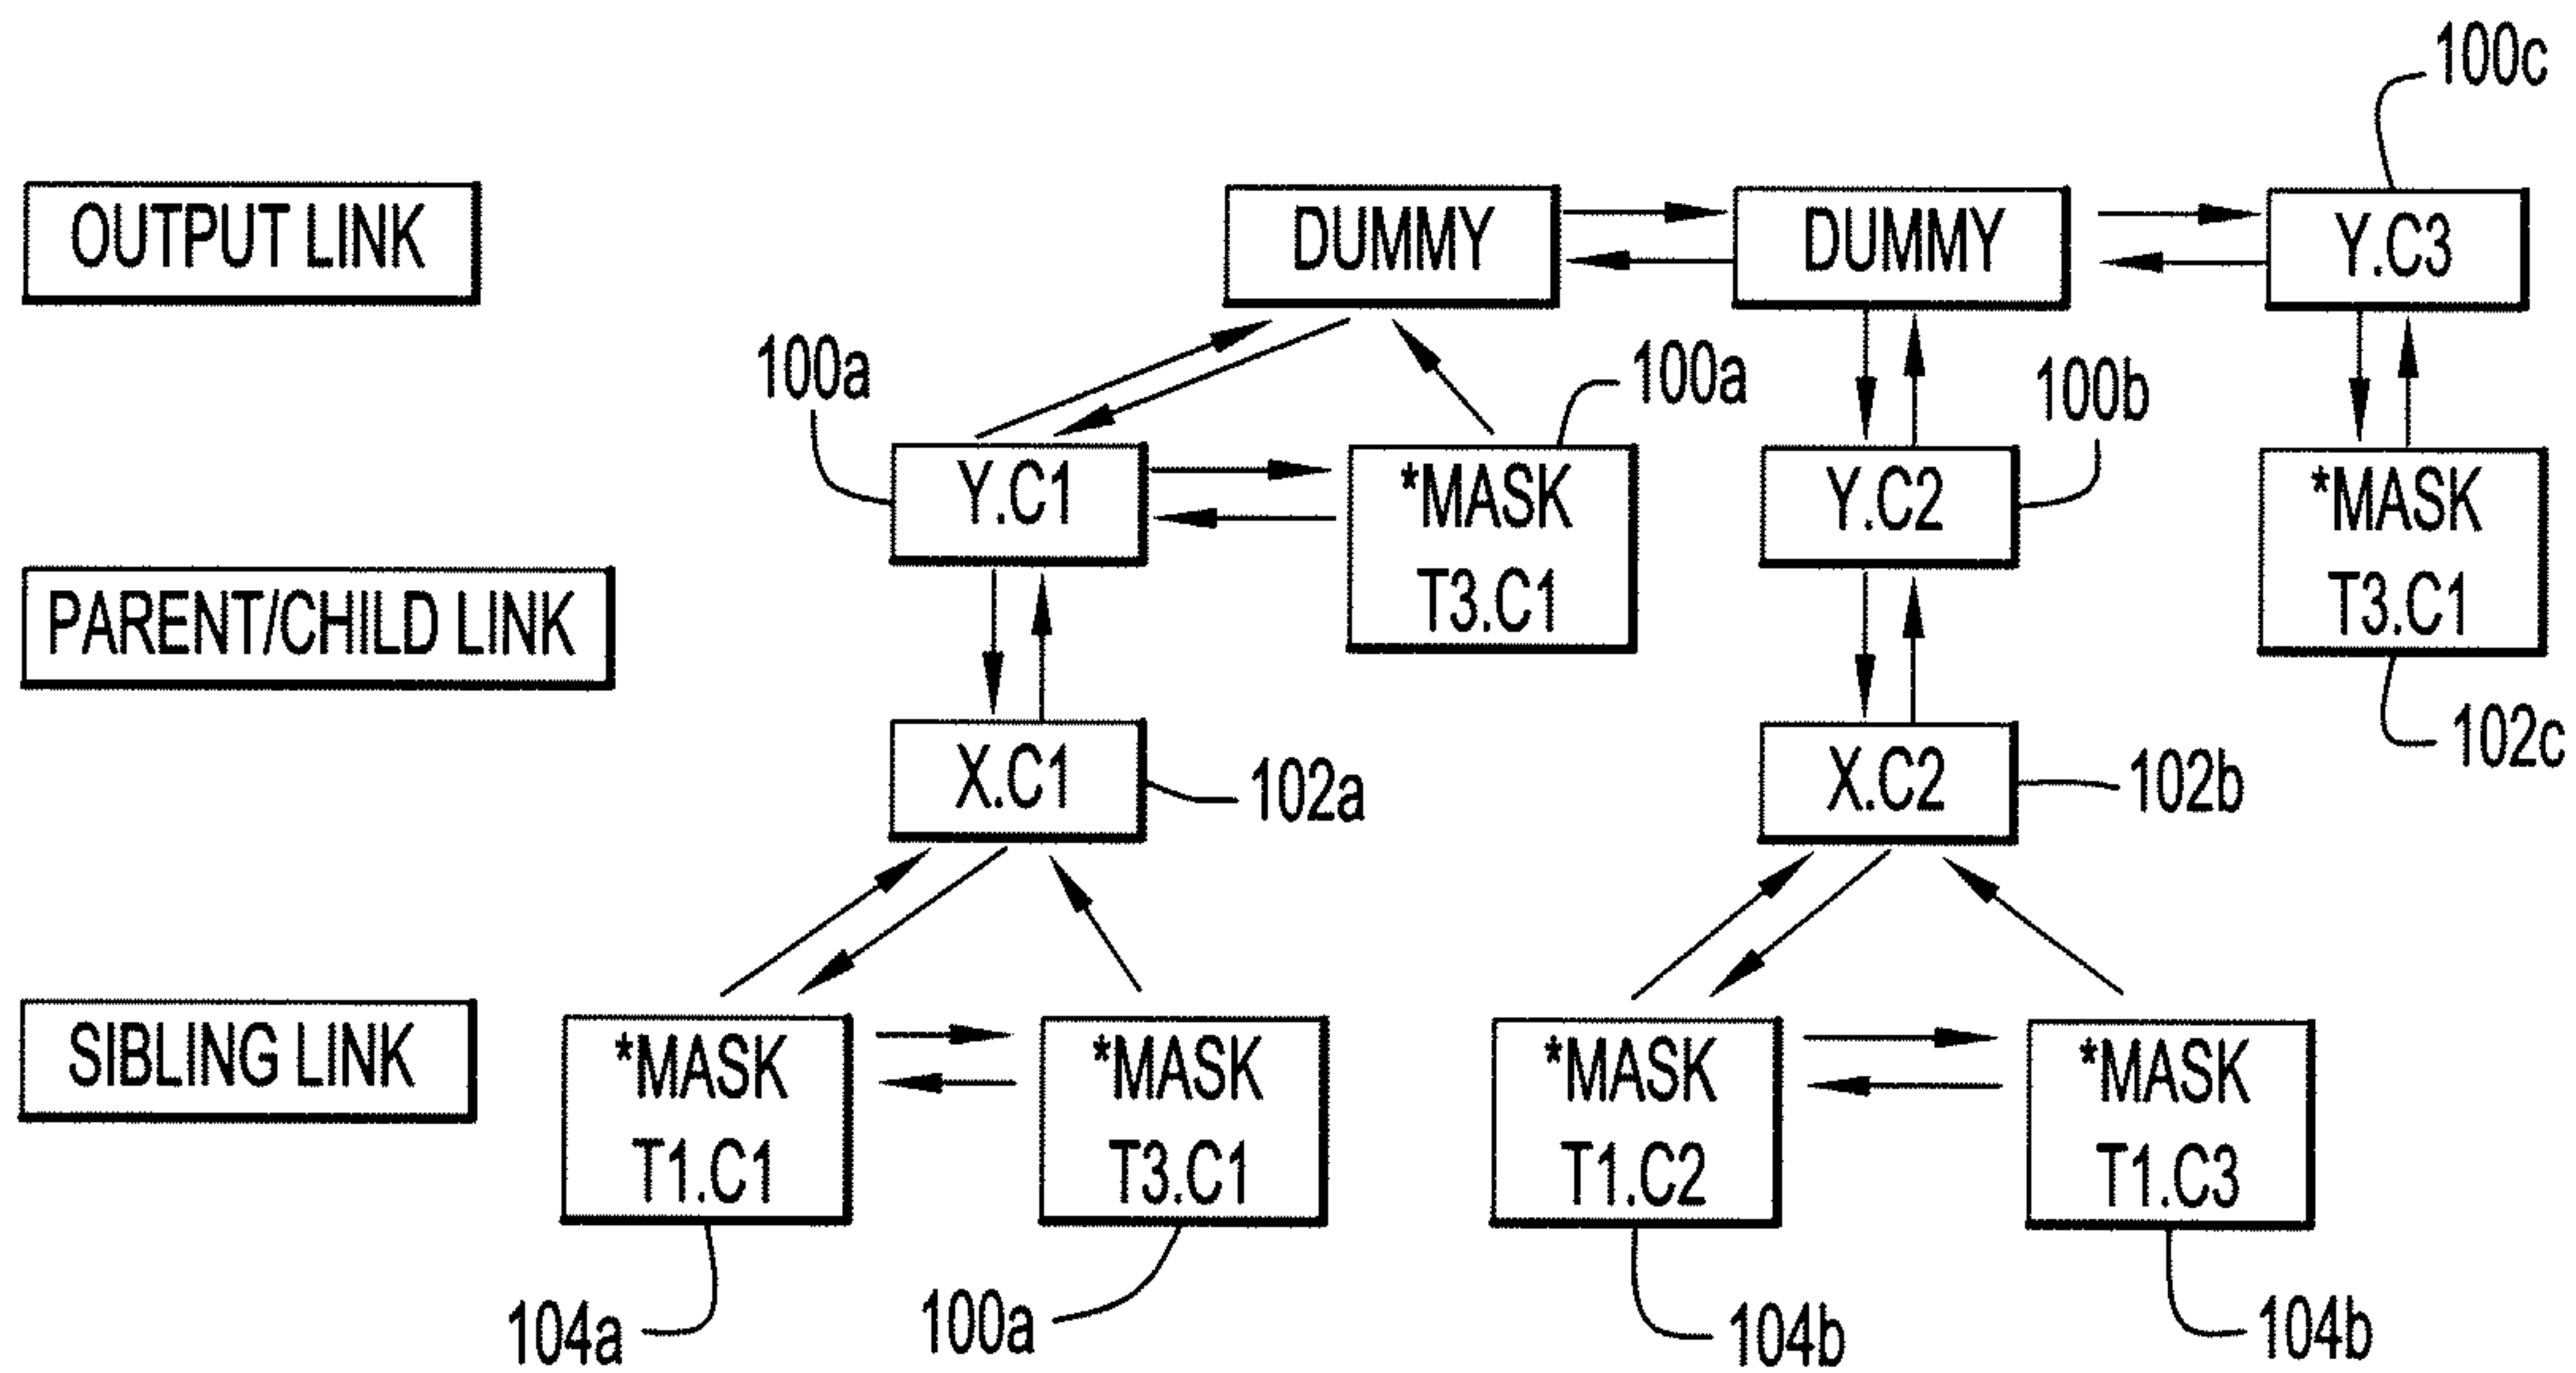 100c
OUTPUT LINK
DUMMY
DUMMY
Y.C3
100a
100a
100b
Y.C1
*MASK
T3.C1
Y.C2
*MASK
T3.C1
PARENT/CHILD LINK
X.C1
102a
X.C2
102b
102c
SIBLING LINK
*MASK
T1.C1
*MASK
T3.C1
*MASK
T1.C2
*MASK
T1.C3
104a
100a
104b
104b